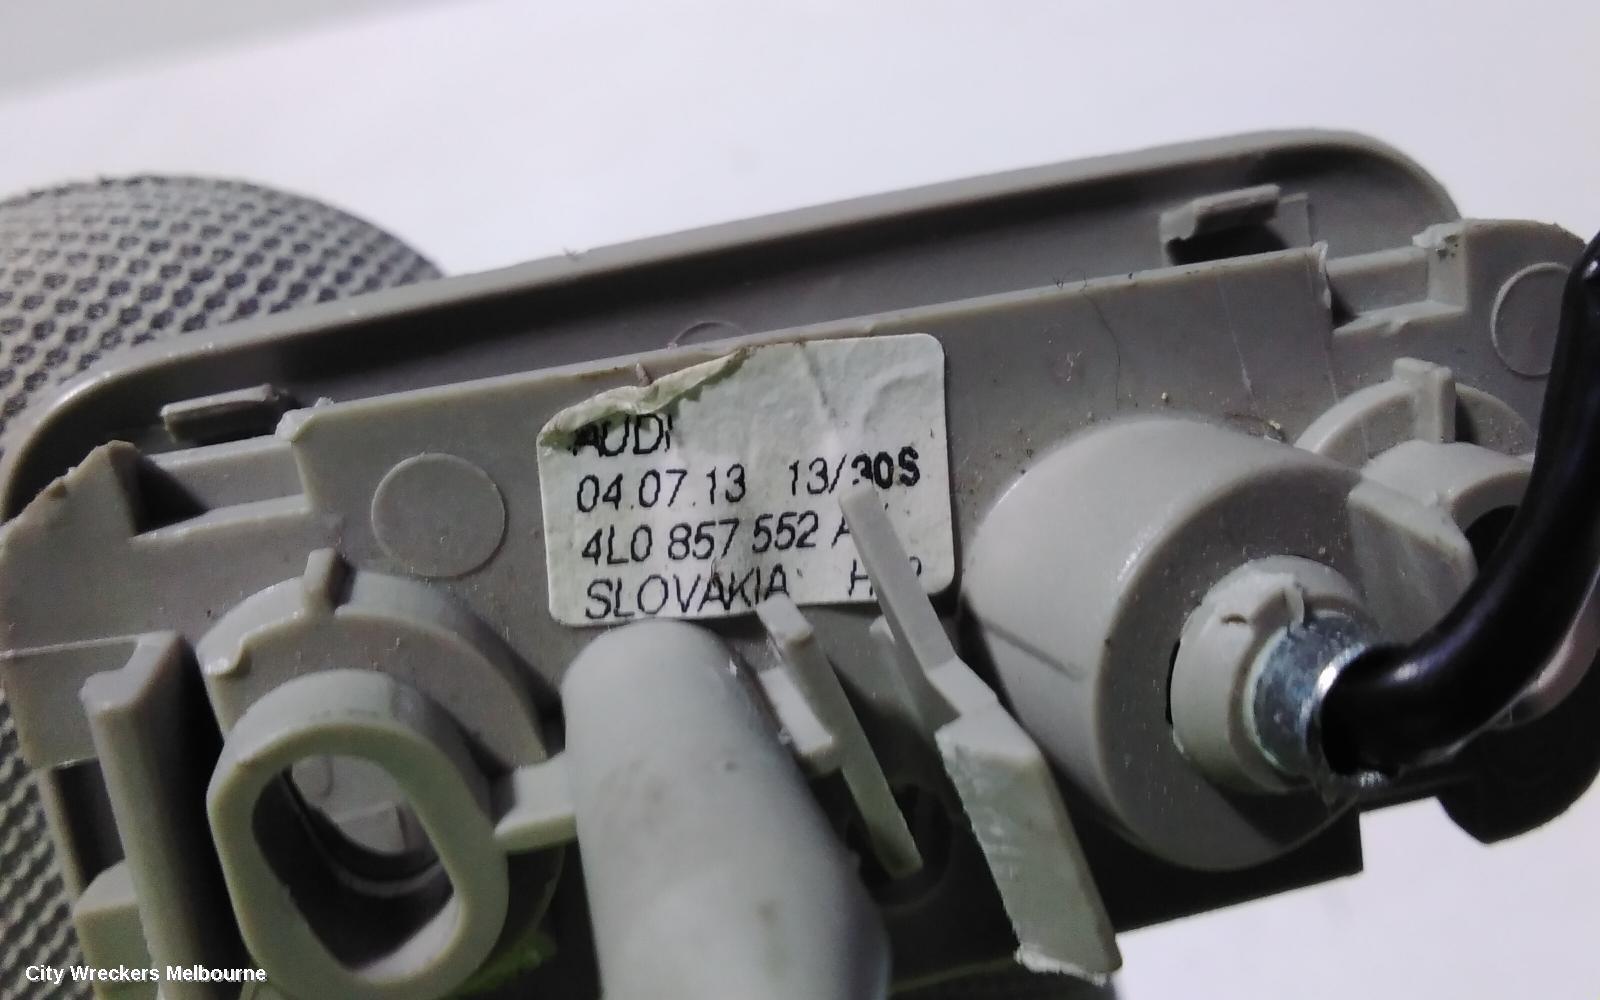 AUDI
04.07.13 13/30S
4L0 857 552
SLOVAKIA
City Wreckers Melbourne